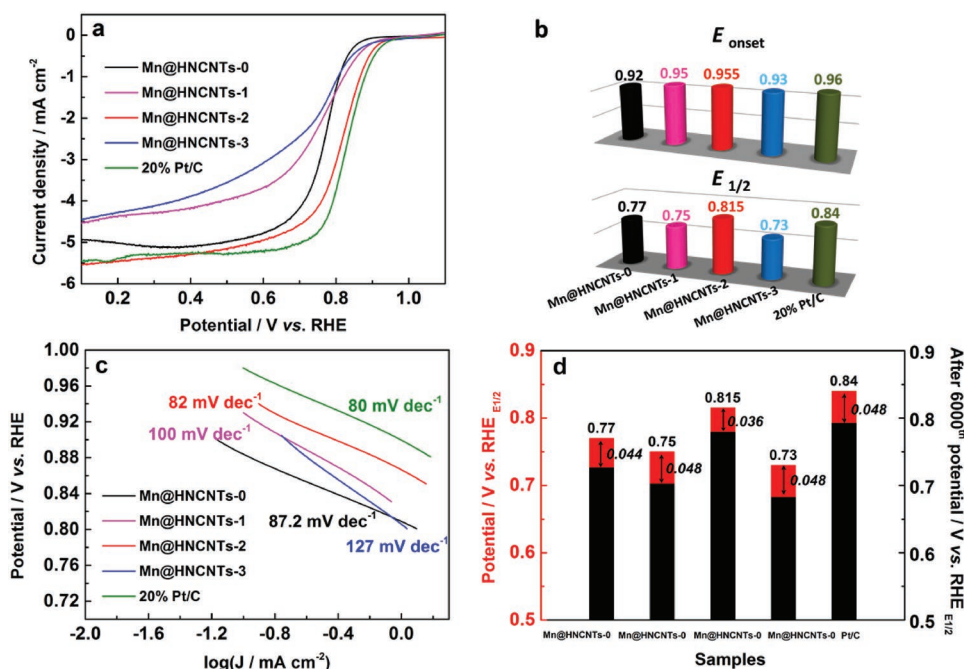 a
0
-1
-2
-3
-4
-5
-6
Current density / mA cm⁻²
Mn@HNCNTs-0
Mn@HNCNTs-1
Mn@HNCNTs-2
Mn@HNCNTs-3
20% Pt/C
0.2 0.4 0.6 0.8 1.0
Potential / V vs. RHE
b
E onset
0.92 0.95 0.955 0.93 0.96
E 1/2
0.77 0.75 0.815 0.73 0.84
Mn@HNCNTs-0
Mn@HNCNTs-1
Mn@HNCNTs-2
Mn@HNCNTs-3
20% Pt/C
c
1.00
0.96
0.92
0.88
0.84
0.80
0.76
0.72
Potential / V vs. RHE
82 mV dec⁻¹
80 mV dec⁻¹
100 mV dec⁻¹
87.2 mV dec⁻¹
127 mV dec⁻¹
Mn@HNCNTs-0
Mn@HNCNTs-1
Mn@HNCNTs-2
Mn@HNCNTs-3
20% Pt/C
-2.0 -1.6 -1.2 -0.8 -0.4 0.0
log(J / mA cm⁻²)
d
0.9
0.8
0.7
0.6
0.5
Potential / V vs. RHE E1/2
0.77 0.75 0.815 0.73 0.84
0.044 0.048 0.036 0.048 0.048
0.9
0.8
0.7
0.6
0.5
After 6000th potential / V vs. RHE E1/2
Mn@HNCNTs-0 Mn@HNCNTs-0 Mn@HNCNTs-0 Mn@HNCNTs-0 Pt/C
Samples